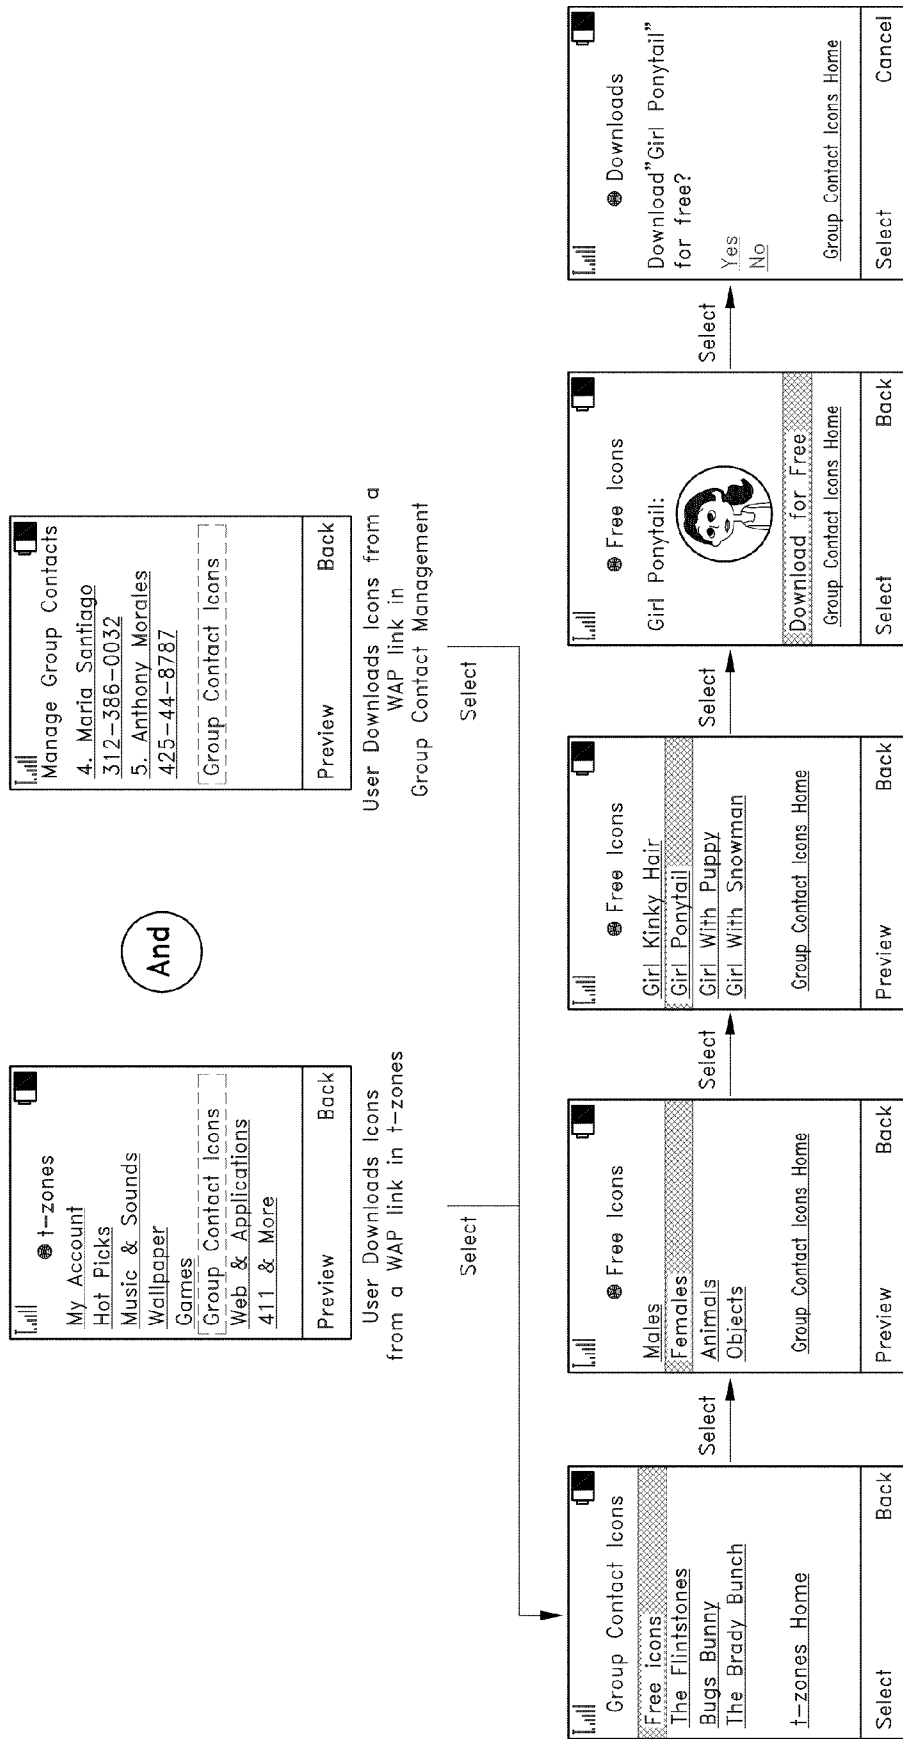 t-zones
My Account
Hot Picks
Music & Sounds
Wallpaper
Games
Group Contact Icons
Web & Applications
411 & More
Preview Back
User Downloads Icons
from a WAP link in t-zones
And
Manage Group Contacts
4. Maria Santiago
312-386-0032
5. Anthony Morales
425-44-8787
Group Contact Icons
Preview Back
User Downloads Icons from a
WAP link in
Group Contact Management
Select
Select
Group Contact Icons
Free icons
The Flintstones
Bugs Bunny
The Brady Bunch
t-zones Home
Select Back
Select
Free Icons
Males
Females
Animals
Objects
Group Contact Icons Home
Preview Back
Select
Free Icons
Girl Kinky Hair
Girl Ponytail
Girl With Puppy
Girl With Snowman
Group Contact Icons Home
Preview Back
Select
Free Icons
Girl Ponytail:
Download for Free
Group Contact Icons Home
Select Back
Select
Downloads
Download"Girl Ponytail"
for free?
Yes
No
Group Contact Icons Home
Select Cancel